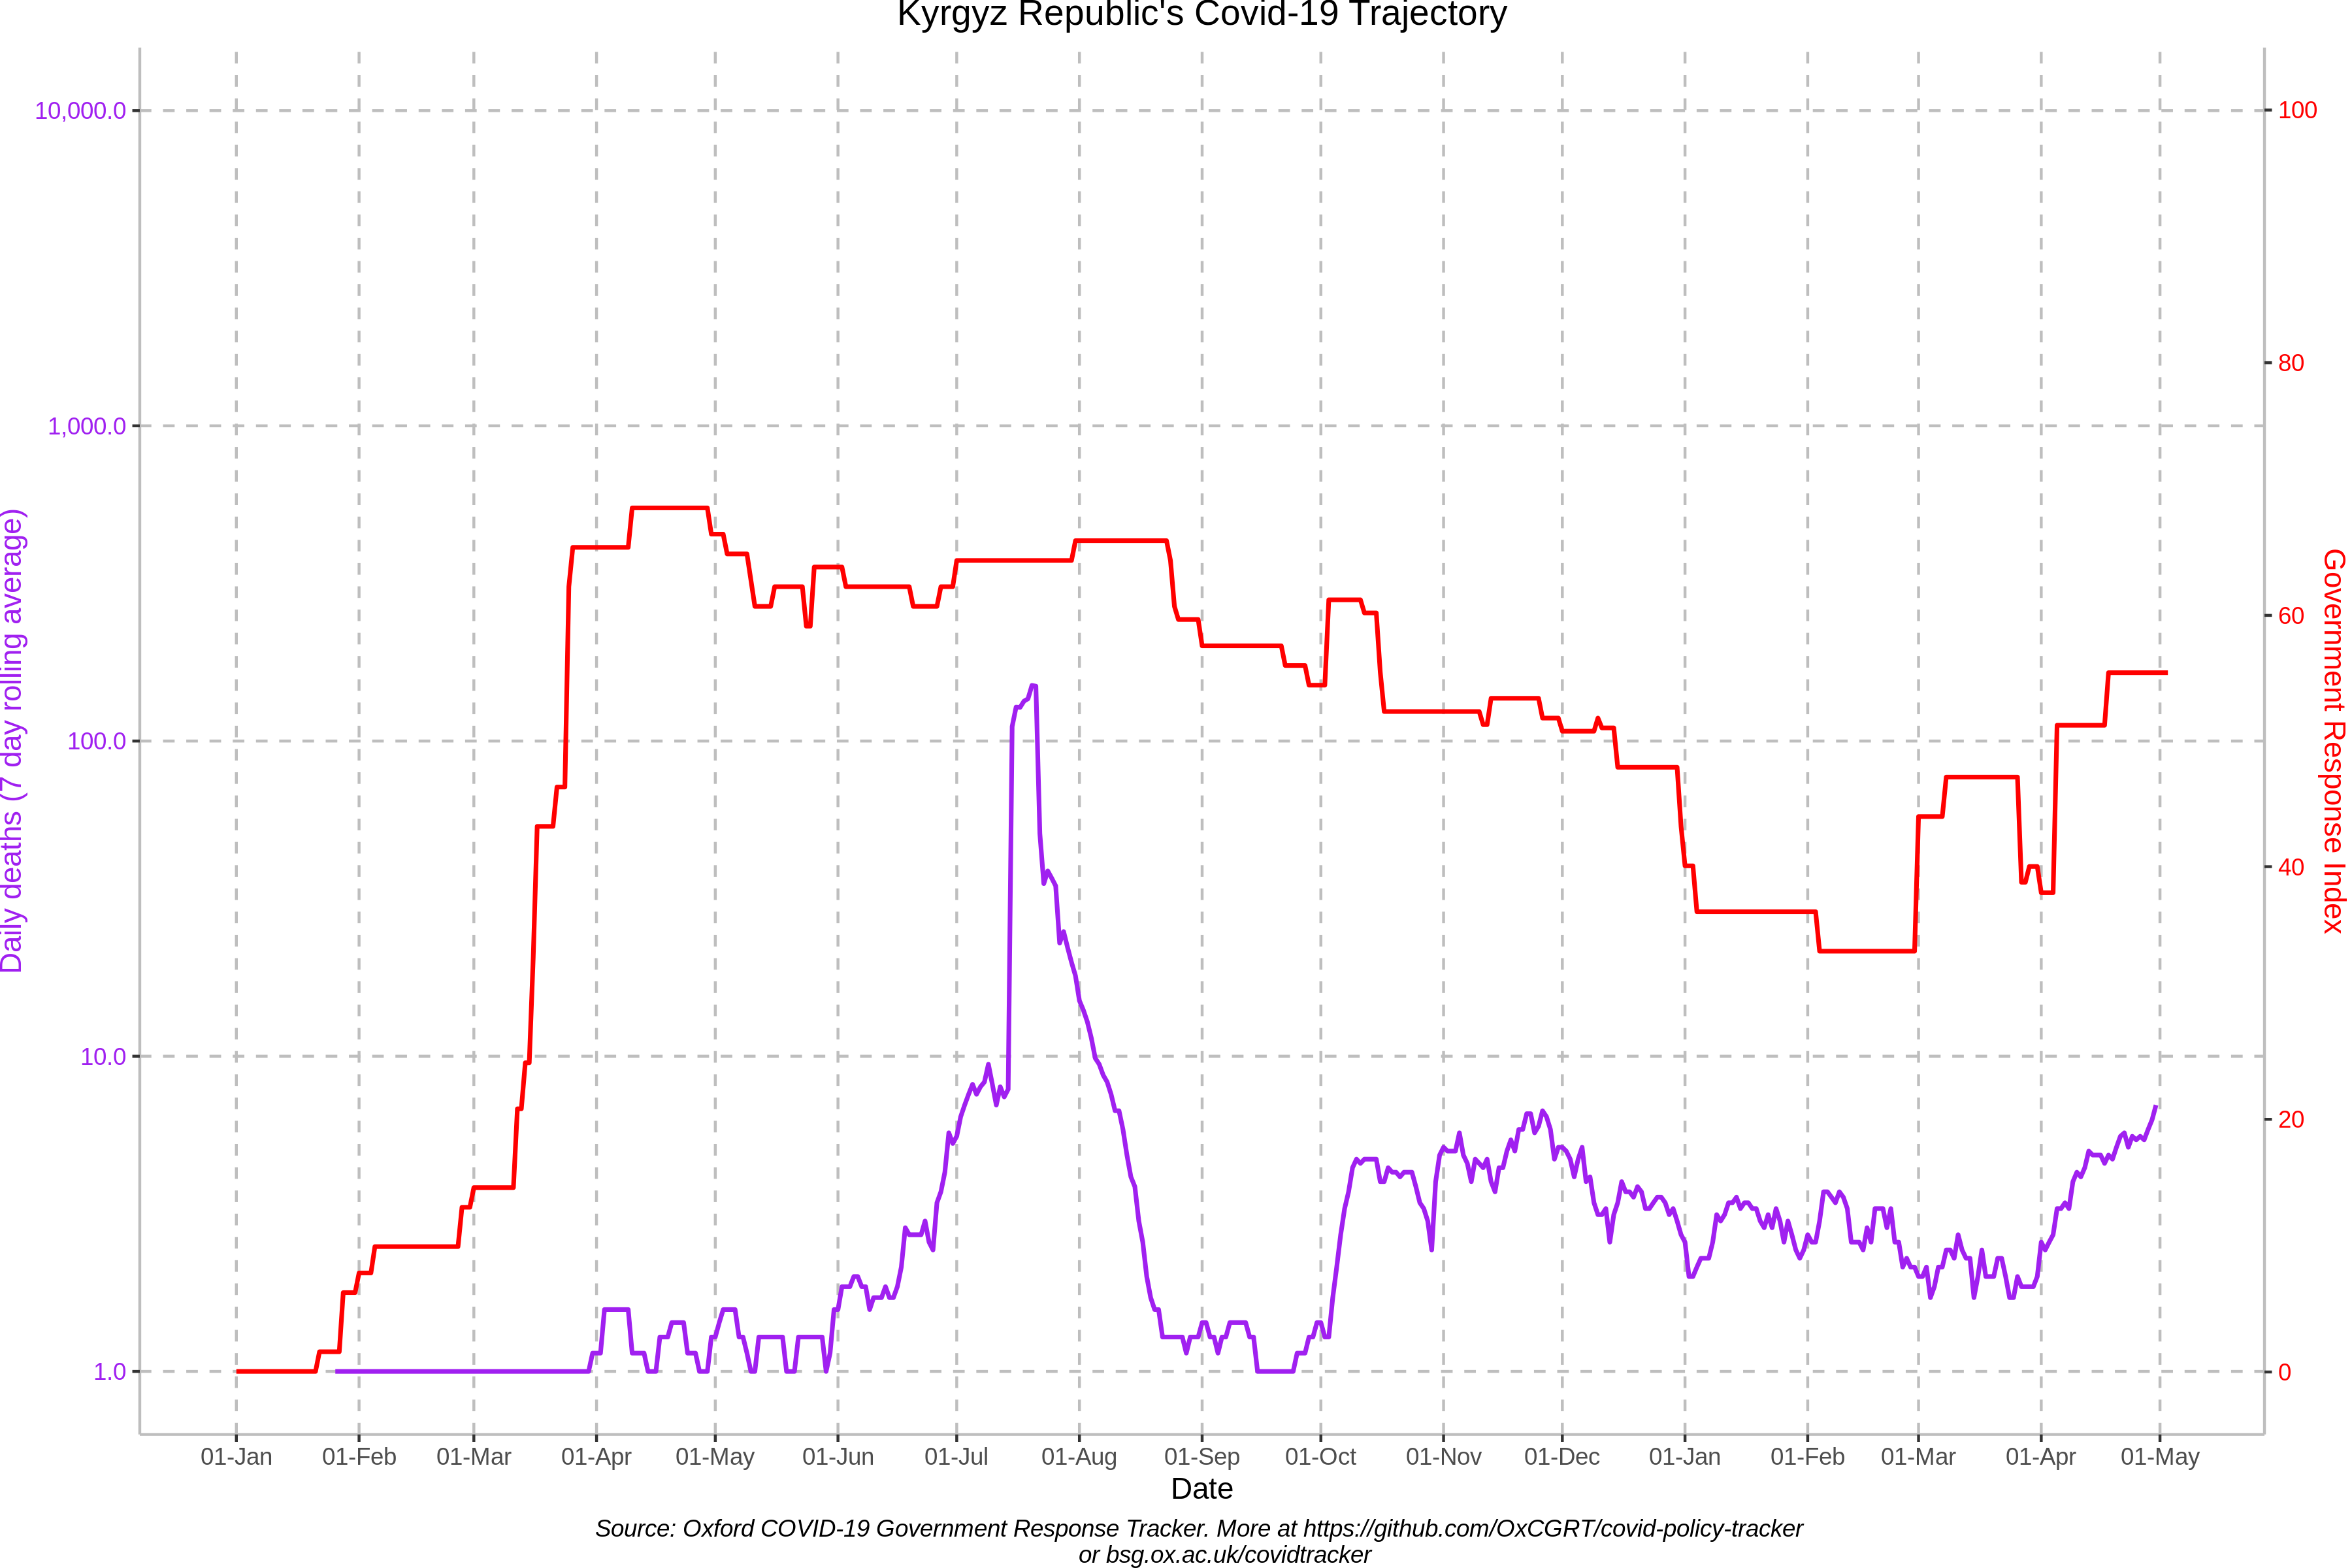 Kyrgyz Republic's Covid-19 Trajectory
10,000.0
1,000.0
100.0
10.0
1.0
Daily deaths (7 day rolling average)
100
80
60
40
20
0
Government Response Index
01-Jan 01-Feb 01-Mar 01-Apr 01-May 01-Jun 01-Jul 01-Aug 01-Sep 01-Oct 01-Nov 01-Dec 01-Jan 01-Feb 01-Mar 01-Apr 01-May
Date
Source: Oxford COVID-19 Government Response Tracker. More at https://github.com/OxCGRT/covid-policy-tracker
or bsg.ox.ac.uk/covidtracker